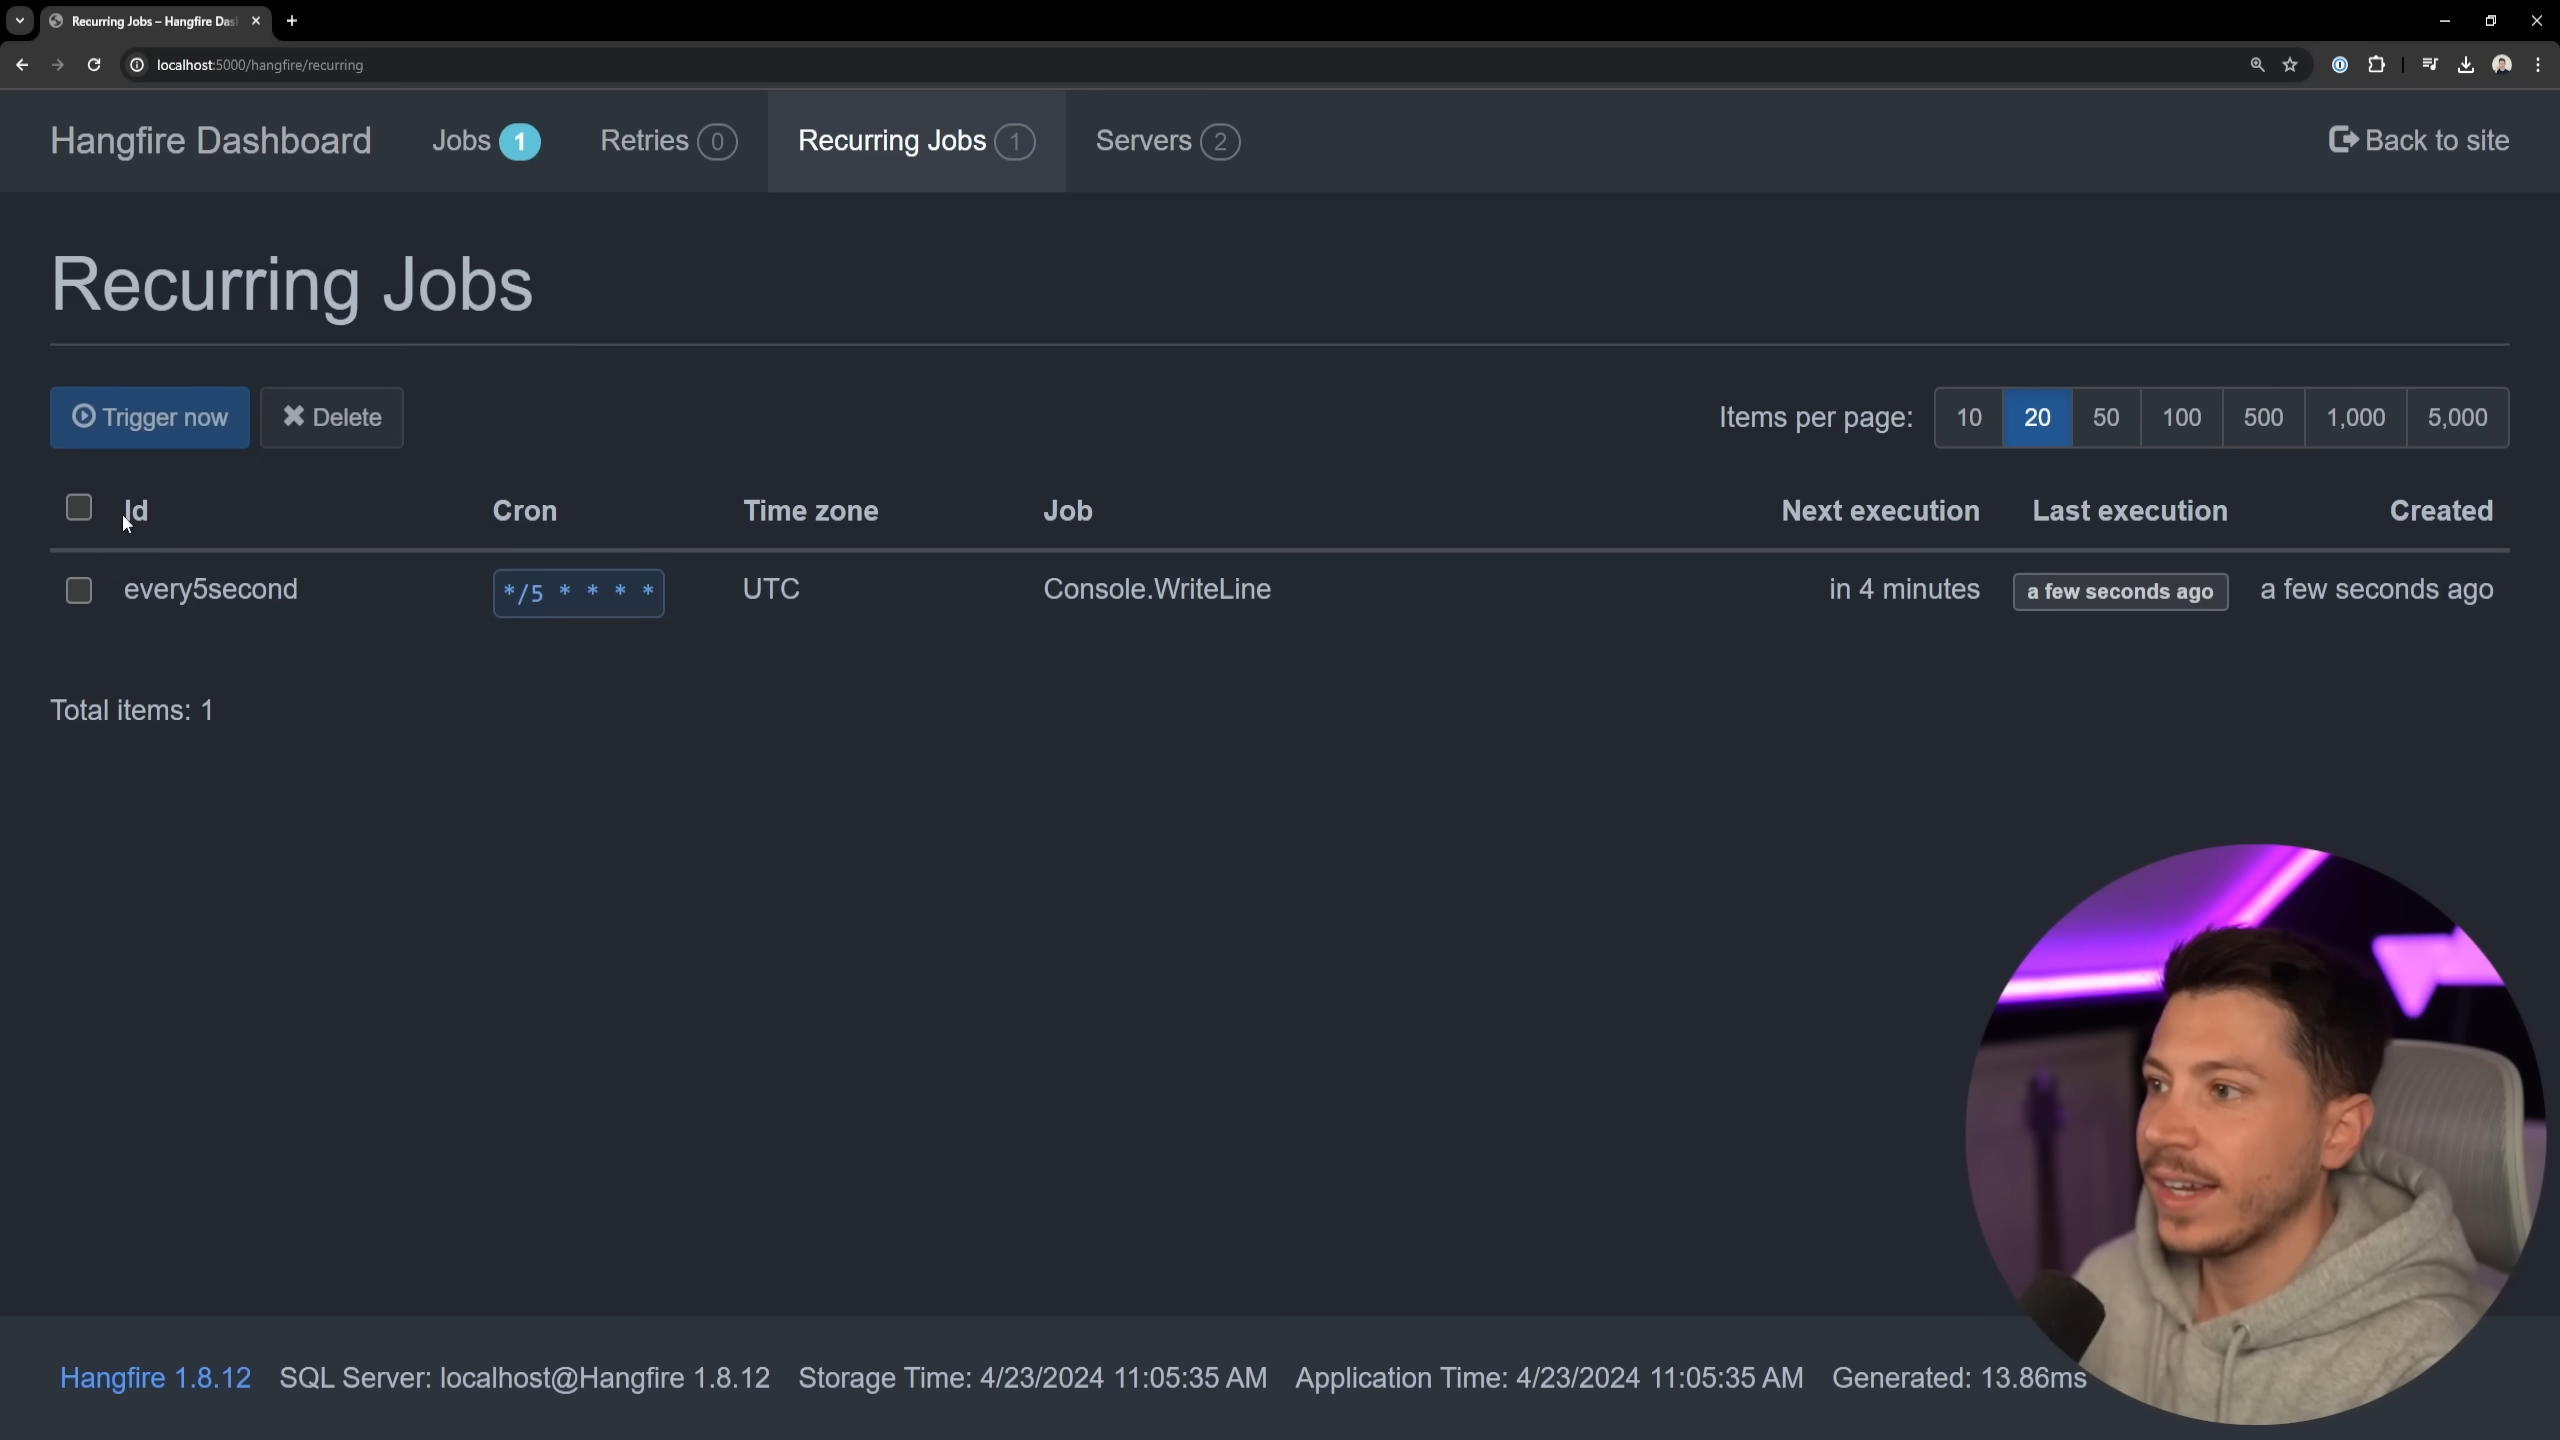 Recurring Jobs – Hangfire Das
localhost:5000/hangfire/recurring
Hangfire Dashboard Jobs 1 Retries 0 Recurring Jobs 1 Servers 2 Back to site
Recurring Jobs
Trigger now Delete Items per page: 10 20 50 100 500 1,000 5,000
Id Cron Time zone Job Next execution Last execution Created
every5second */5 * * * * UTC Console.WriteLine in 4 minutes a few seconds ago a few seconds ago
Total items: 1
Hangfire 1.8.12 SQL Server: localhost@Hangfire 1.8.12 Storage Time: 4/23/2024 11:05:35 AM Application Time: 4/23/2024 11:05:35 AM Generated: 13.86ms